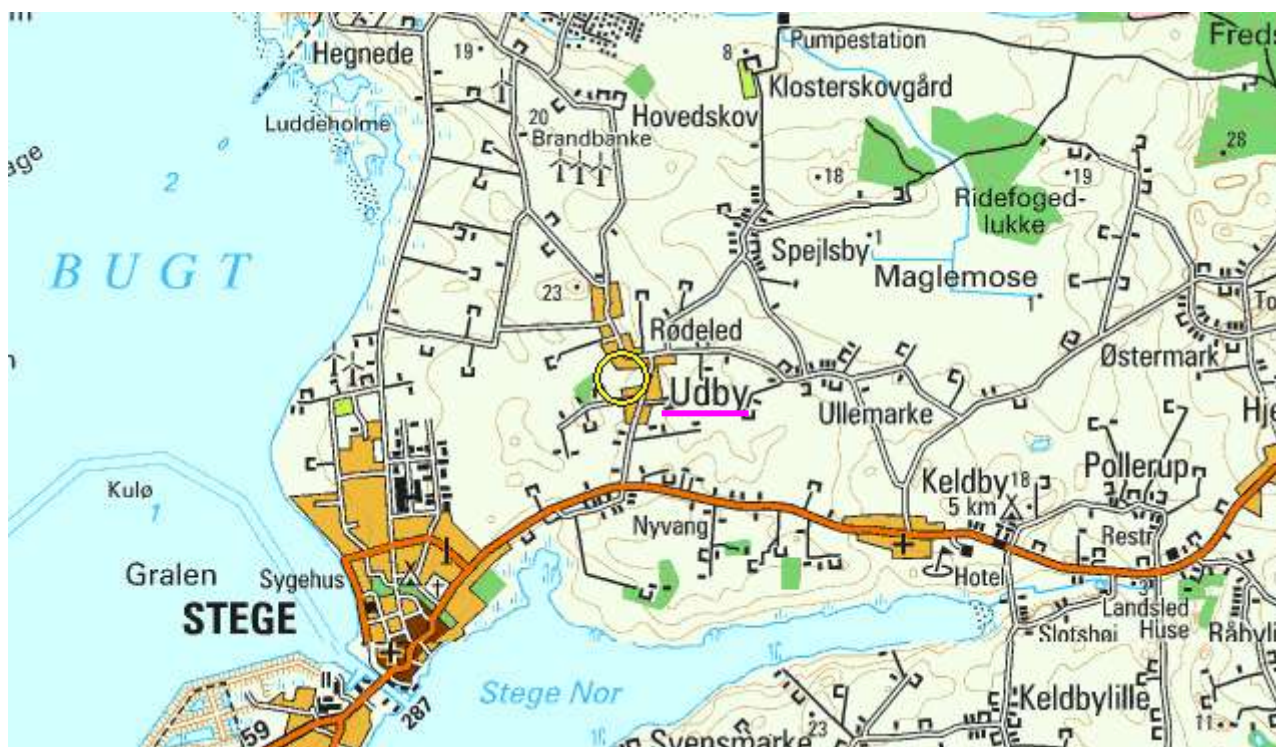 Hegnede
19
8
Pumpestation
Freds
Klosterskovgård
Luddeholme
20
Brandbanke
Hovedskov
28
2
18
19
Ridefoged-
lukke
BUGT
Spejlsby
1
Maglemose
1
23
Rødeled
To
Østermark
Udby
Ullemarke
Hje
Keldby
18
Pollerup
5 km
Kulø
1
Nyvang
Restr
Gralen
Sygehus
Hotel
3
STEGE
Landsled
Huse
Slotshøj
Råbyli
Stege Nor
Keldbylille
287
59
23
Svensmarke
11